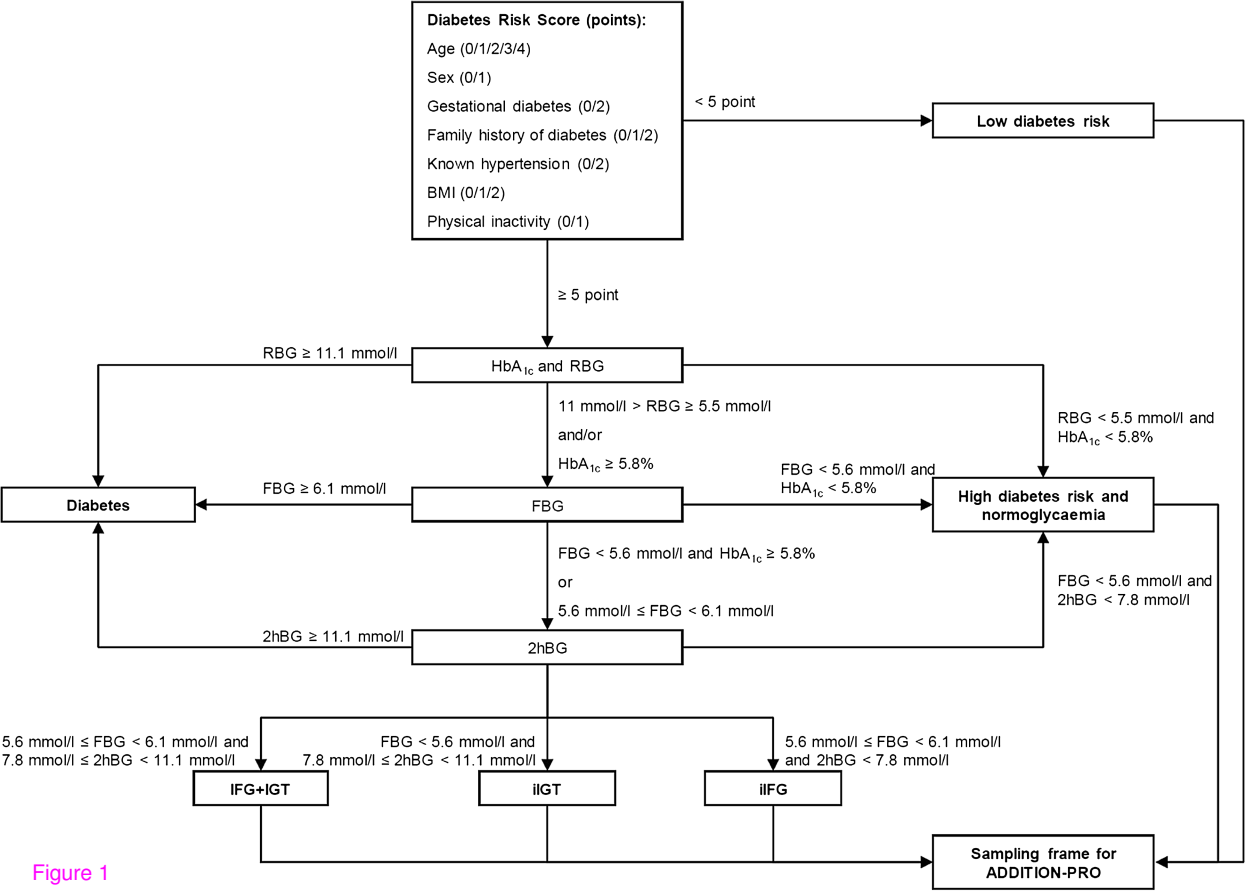 Diabetes Risk Score (points):
Age (0/1/2/3/4)
Sex (0/1)
Gestational diabetes (0/2)
Family history of diabetes (0/1/2)
Known hypertension (0/2)
BMI (0/1/2)
Physical inactivity (0/1)
< 5 point
Low diabetes risk
≥ 5 point
RBG ≥ 11.1 mmol/l
HbA1c and RBG
11 mmol/l > RBG ≥ 5.5 mmol/l
and/or
HbA1c ≥ 5.8%
RBG < 5.5 mmol/l and
HbA1c < 5.8%
Diabetes
FBG ≥ 6.1 mmol/l
FBG
FBG < 5.6 mmol/l and
HbA1c < 5.8%
High diabetes risk and
normoglycaemia
FBG < 5.6 mmol/l and HbA1c ≥ 5.8%
or
5.6 mmol/l ≤ FBG < 6.1 mmol/l
FBG < 5.6 mmol/l and
2hBG < 7.8 mmol/l
2hBG ≥ 11.1 mmol/l
2hBG
5.6 mmol/l ≤ FBG < 6.1 mmol/l and
7.8 mmol/l ≤ 2hBG < 11.1 mmol/l
FBG < 5.6 mmol/l and
7.8 mmol/l ≤ 2hBG < 11.1 mmol/l
5.6 mmol/l ≤ FBG < 6.1 mmol/l
and 2hBG < 7.8 mmol/l
IFG+IGT
iIGT
iIFG
Sampling frame for
ADDITION-PRO
Figure 1